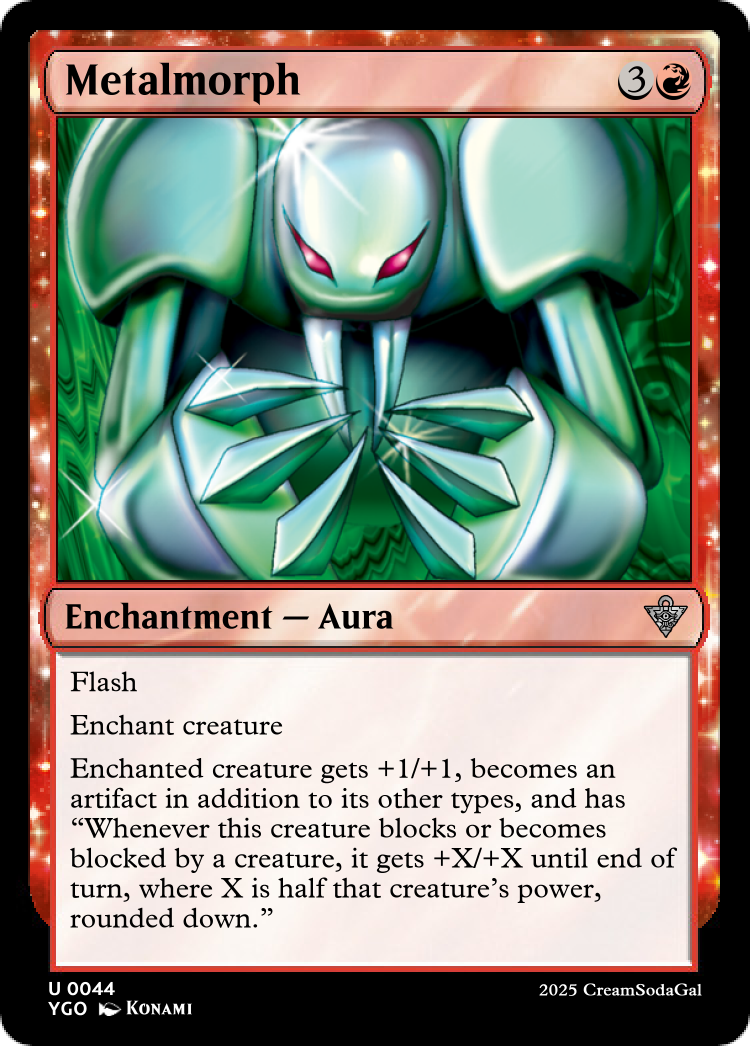 Metalmorph 3
Enchantment — Aura
Flash
Enchant creature
Enchanted creature gets +1/+1, becomes an
artifact in addition to its other types, and has
“Whenever this creature blocks or becomes
blocked by a creature, it gets +X/+X until end of
turn, where X is half that creature’s power,
rounded down.”
U 0044
YGO KONAMI
2025 CreamSodaGal